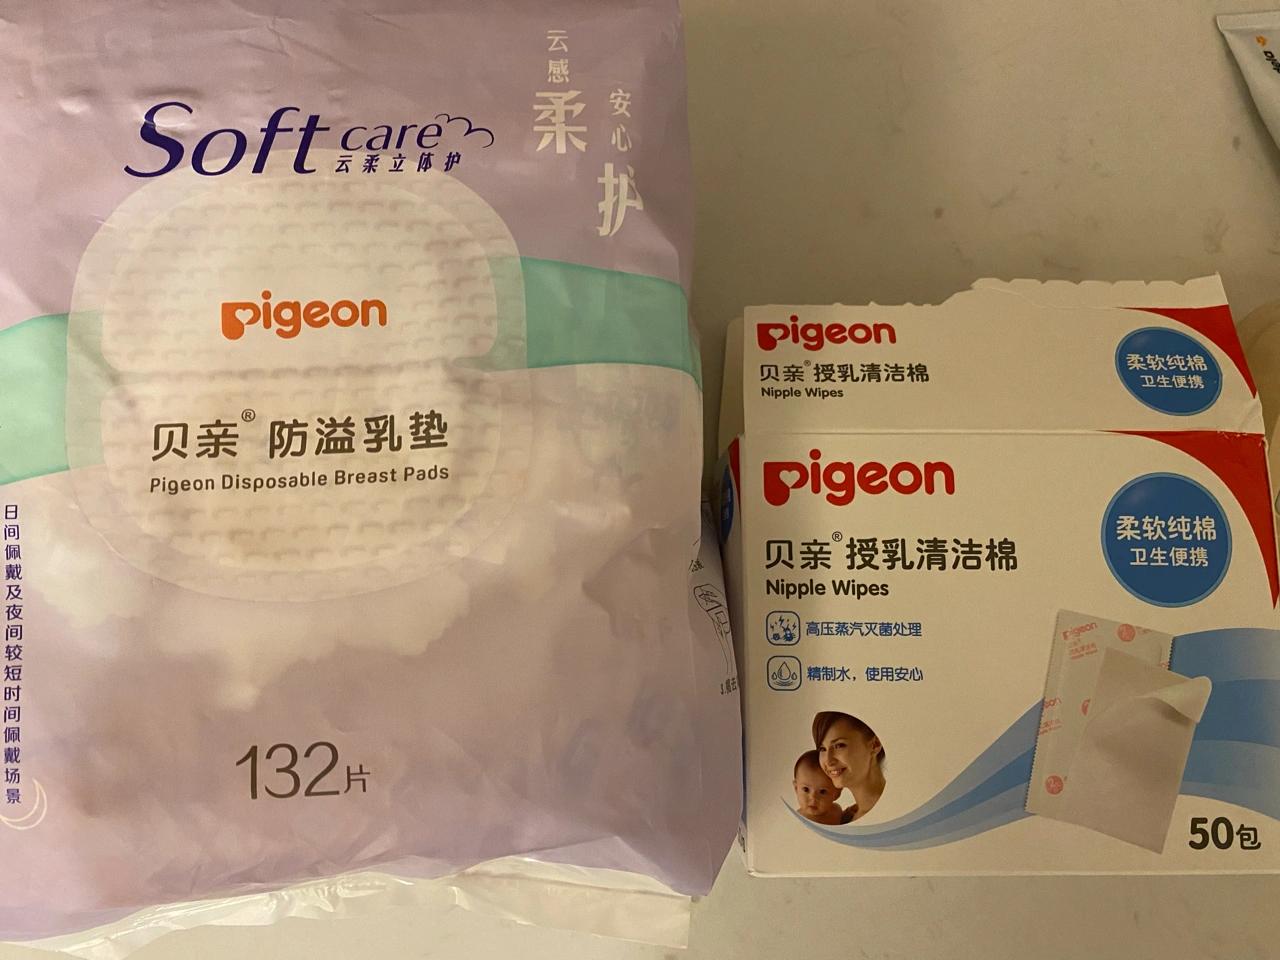 Soft care
云柔立体护
云感柔
安心护
pigeon
贝亲® 防溢乳垫
Pigeon Disposable Breast Pads
日间佩戴及夜间较短时间佩戴场景
132片
pigeon
贝亲®授乳清洁棉
Nipple Wipes
柔软纯棉
卫生便携
pigeon
贝亲®授乳清洁棉
Nipple Wipes
柔软纯棉
卫生便携
高压蒸汽灭菌处理
精制水，使用安心
pigeon
50包